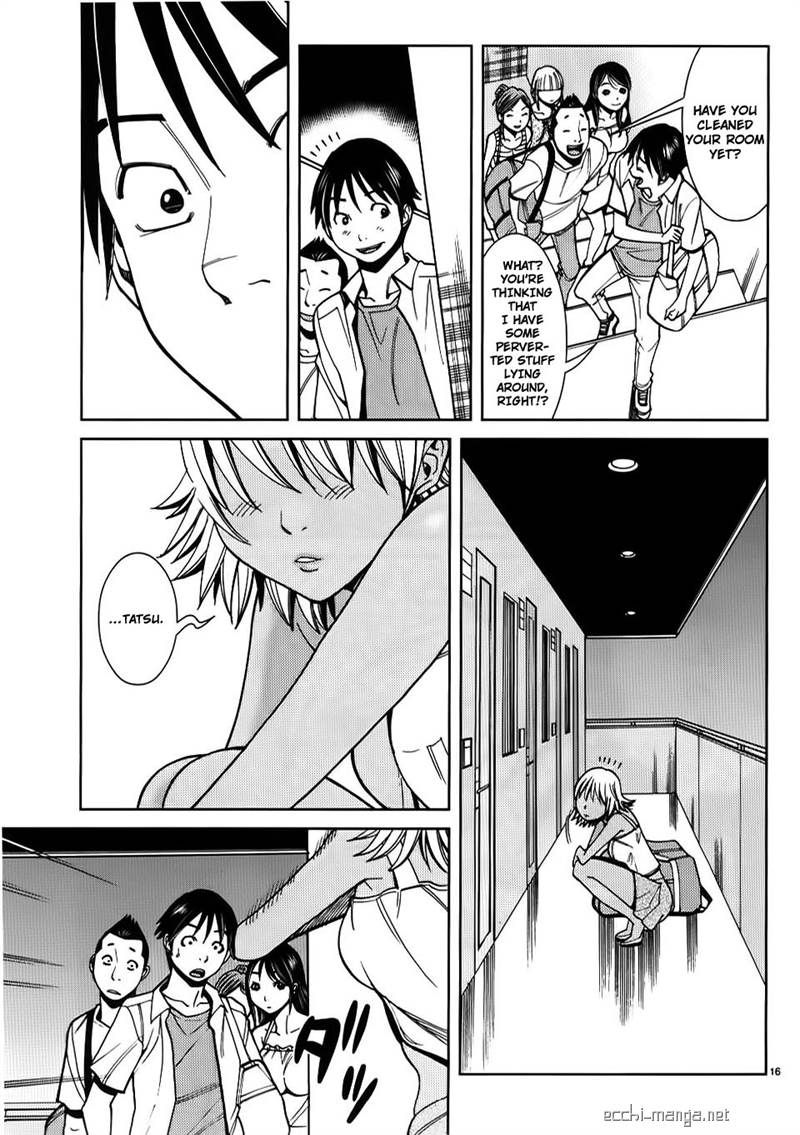 HAVE YOU
CLEANED
YOUR ROOM
YET?
WHAT?
YOU'RE
THINKING
THAT
I HAVE
SOME
PERVER-
TED STUFF
LYING
AROUND,
RIGHT!?
...TATSU.
ダッ
16
ecchi-manga.net